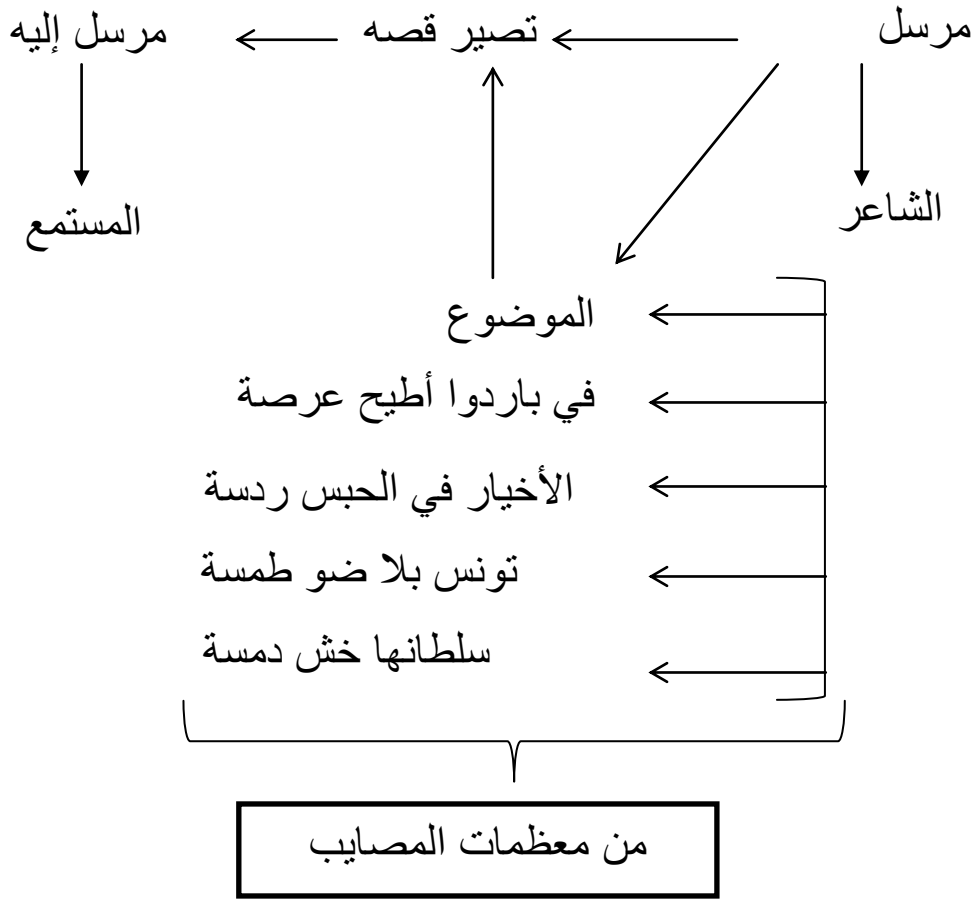 مرسل تصير قصه مرسل إليه
الشاعر المستمع
الموضوع
في باردوا أطيح عرصة
الأخيار في الحبس ردسة
تونس بلا ضو طمسة
سلطانها خش دمسة
من معظمات المصايب